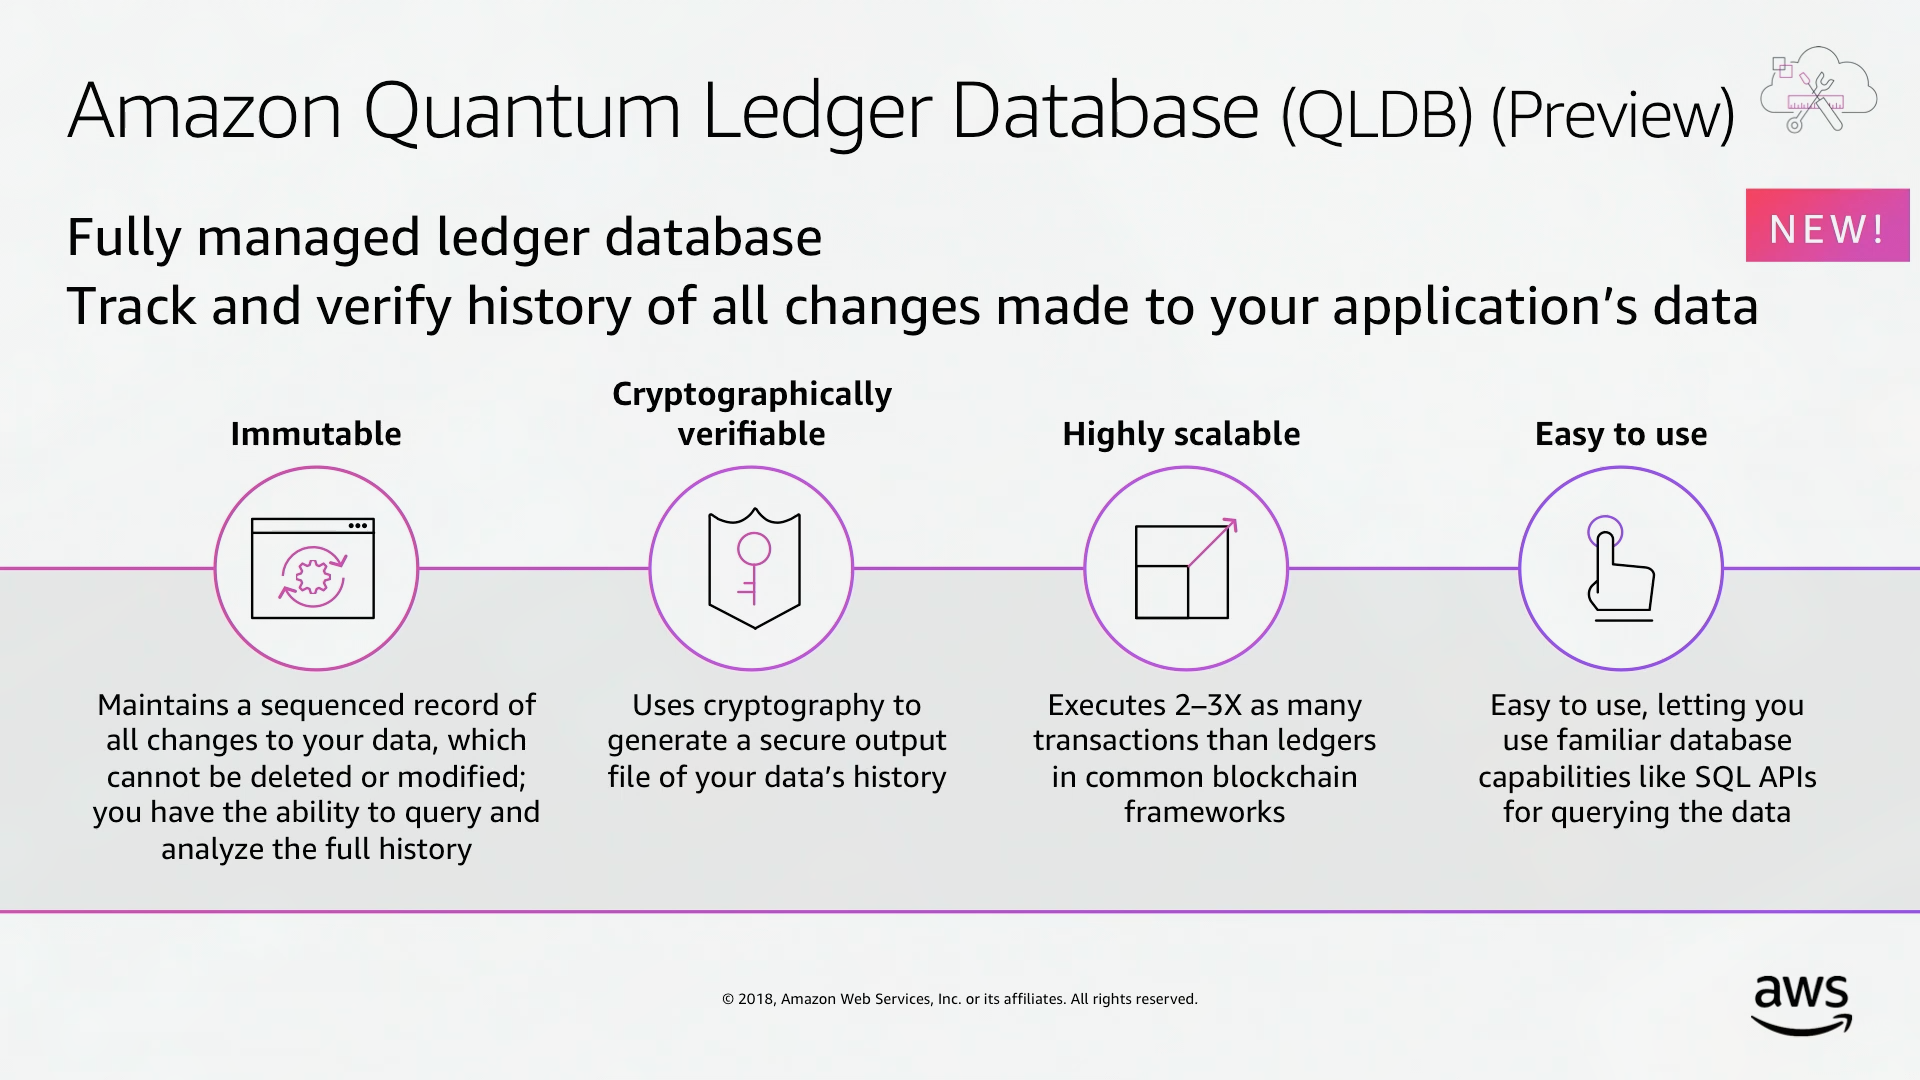 Amazon Quantum Ledger Database (QLDB) (Preview)
NEW!
Fully managed ledger database
Track and verify history of all changes made to your application’s data
Immutable
Maintains a sequenced record of
all changes to your data, which
cannot be deleted or modified;
you have the ability to query and
analyze the full history
Cryptographically
verifiable
Uses cryptography to
generate a secure output
file of your data’s history
Highly scalable
Executes 2–3X as many
transactions than ledgers
in common blockchain
frameworks
Easy to use
Easy to use, letting you
use familiar database
capabilities like SQL APIs
for querying the data
© 2018, Amazon Web Services, Inc. or its affiliates. All rights reserved.
aws